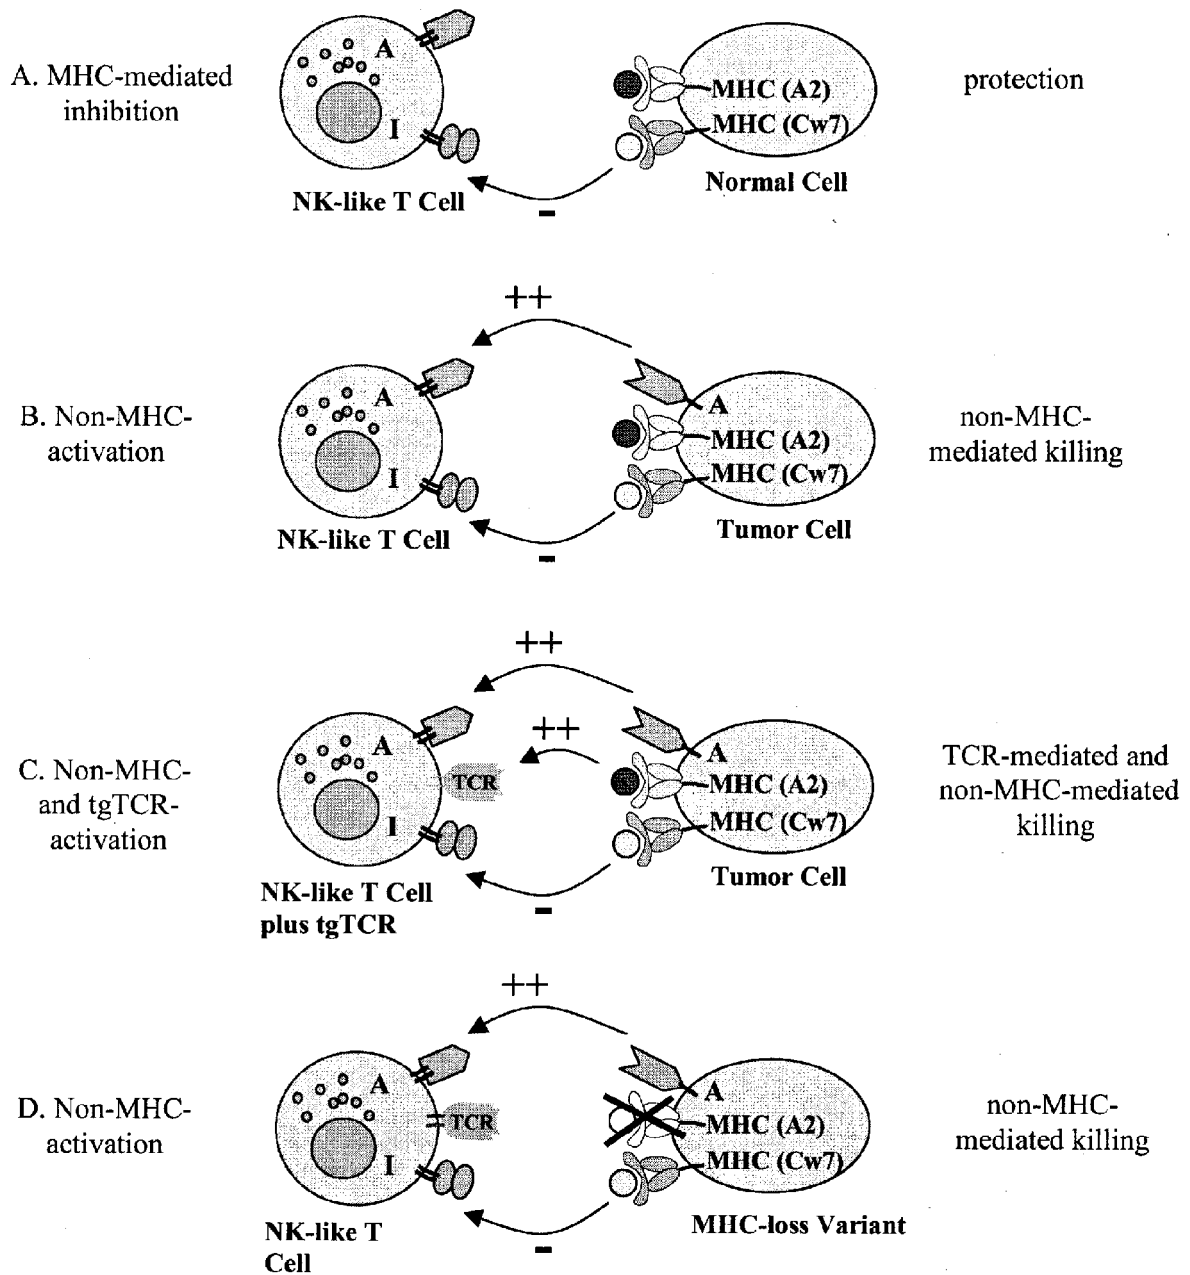 A. MHC-mediated
inhibition
A
I
NK-like T Cell
MHC (A2)
MHC (Cw7)
Normal Cell
-
protection
B. Non-MHC-
activation
++
A
I
NK-like T Cell
A
MHC (A2)
MHC (Cw7)
Tumor Cell
-
non-MHC-
mediated killing
C. Non-MHC-
and tgTCR-
activation
++
++
A
TCR
I
NK-like T Cell
plus tgTCR
A
MHC (A2)
MHC (Cw7)
Tumor Cell
-
TCR-mediated and
non-MHC-mediated
killing
D. Non-MHC-
activation
++
A
TCR
I
NK-like T
Cell
A
MHC (A2)
MHC (Cw7)
MHC-loss Variant
-
non-MHC-
mediated killing